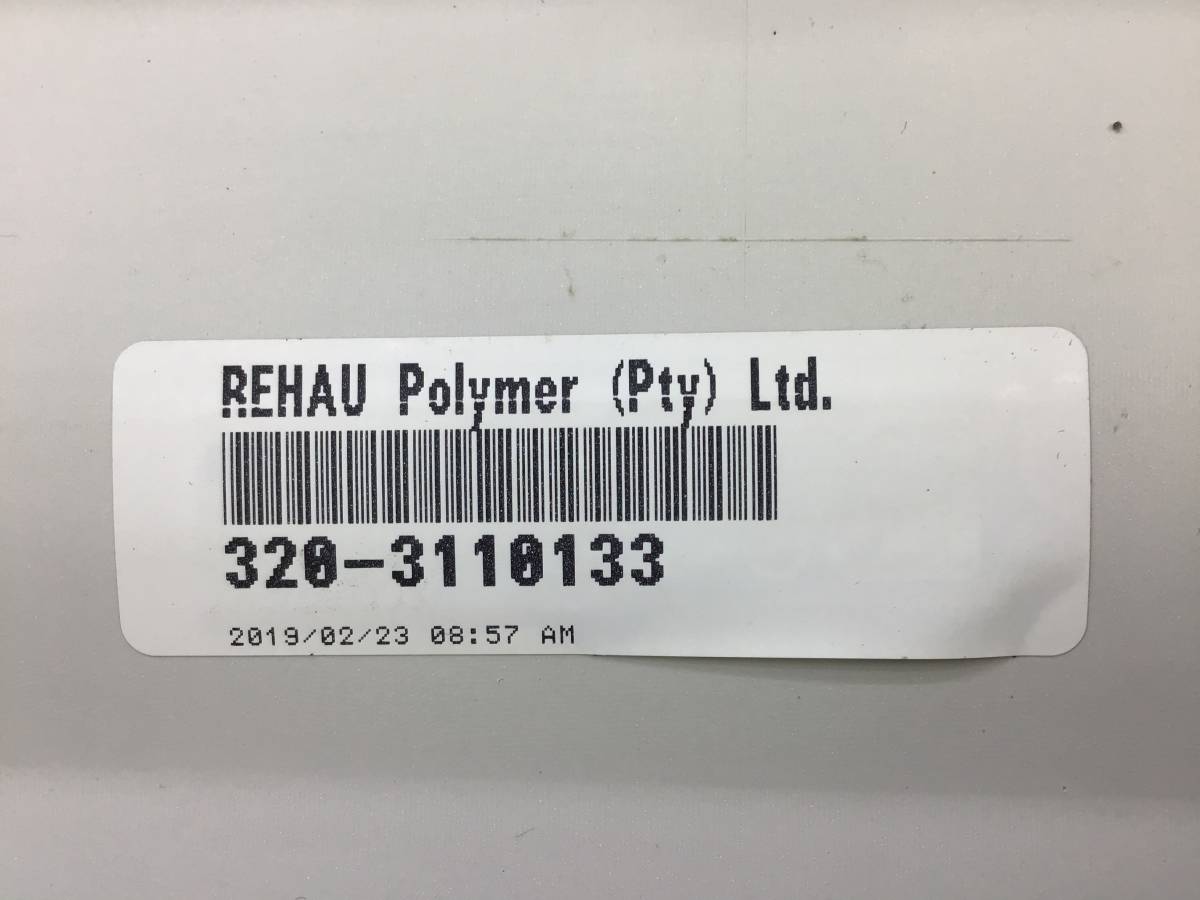 REHAU Polymer (Pty) Ltd.
320-3110133
2019/02/23 08:57 AM